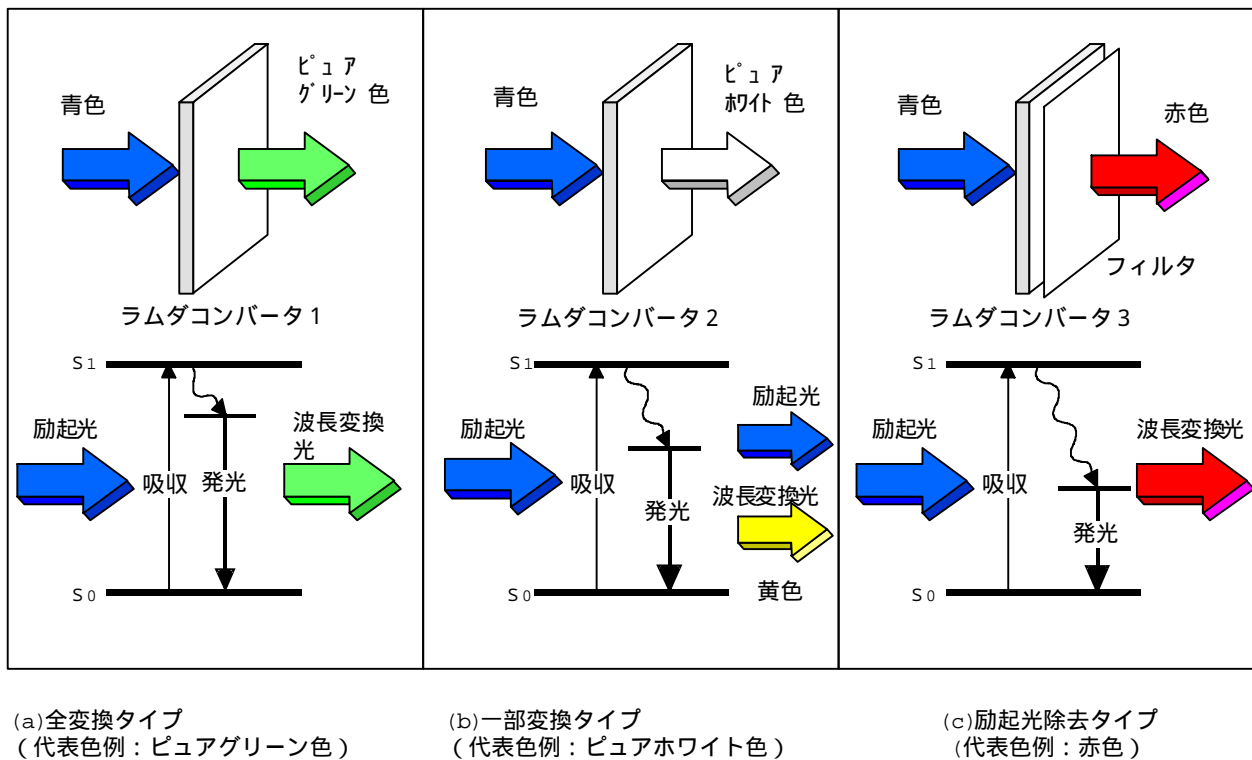 青色
ﾋﾟｭｱ
ｸﾞﾘｰﾝ 色
ラムダコンバータ1
S1
励起光
吸収
発光
波長変換
光
S0
青色
ﾋﾟｭｱ
ﾎﾜｲﾄ 色
ラムダコンバータ2
S1
励起光
吸収
発光
励起光
波長変換光
黄色
S0
青色
赤色
フィルタ
ラムダコンバータ3
S1
励起光
吸収
発光
波長変換光
S0
(a)全変換タイプ
(代表色例:ピュアグリーン色)
(b)一部変換タイプ
(代表色例:ピュアホワイト色)
(c)励起光除去タイプ
(代表色例:赤色)